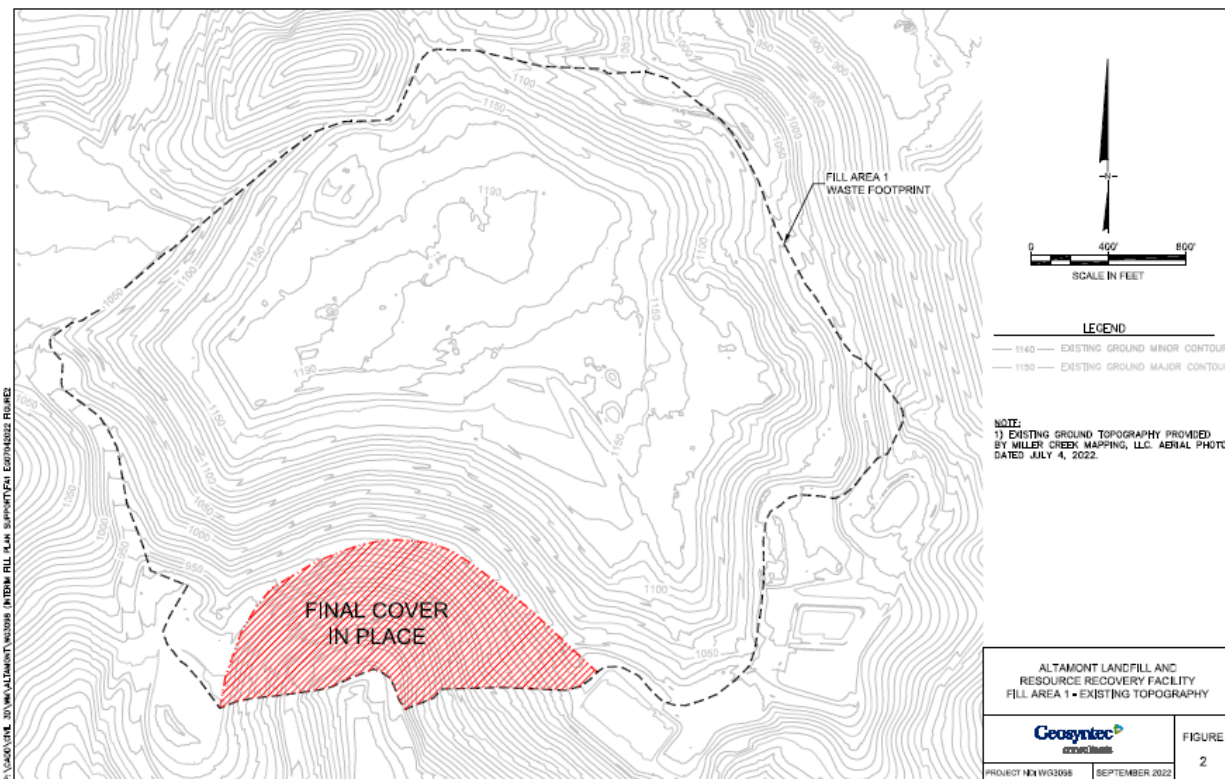 1050
950
900
1100
1150
950
1000
1050
FILL AREA 1
WASTE FOOTPRINT
1190
1100
1150
1100
1050
1150
1190
1150
1050
1050
1000
950
1050
1000
950
1100
1050
FINAL COVER
IN PLACE
0 400' 800'
SCALE IN FEET
LEGEND
1140 EXISTING GROUND MINOR CONTOUR
1150 EXISTING GROUND MAJOR CONTOUR
NOTE:
1) EXISTING GROUND TOPOGRAPHY PROVIDED
BY MILLER CREEK MAPPING, LLC. AERIAL PHOTO
DATED JULY 4, 2022.
ALTAMONT LANDFILL AND
RESOURCE RECOVERY FACILITY
FILL AREA 1 - EXISTING TOPOGRAPHY
Geosyntec
consultants
FIGURE
2
PROJECT NO: SEPTEMBER 2022